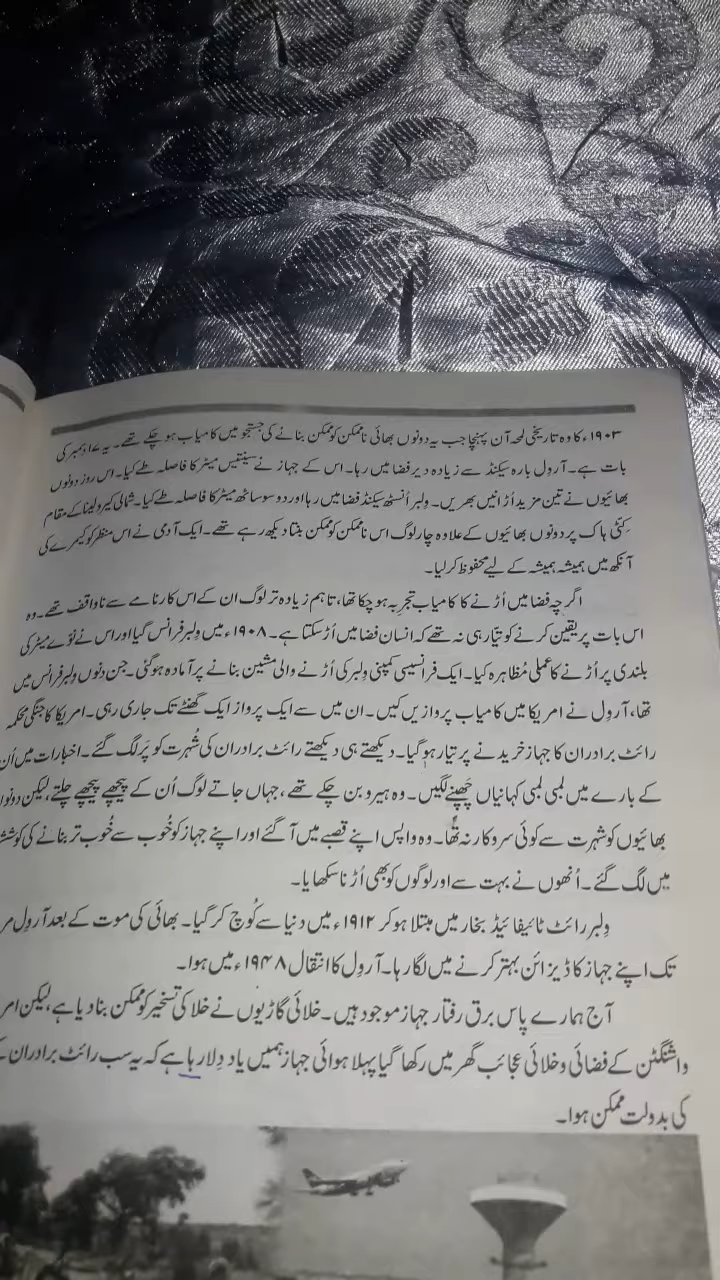 ۱۹۰۳ء کا وہ تاریخی لمحہ آن پہنچا جب یہ دونوں بھائی ناممکن کو ممکن بنانے کی جستجو میں کامیاب ہو چکے تھے۔ یہ ۱۷ دسمبر کی
بات ہے۔ آرول بارہ سیکنڈ سے زیادہ دیر فضا میں رہا۔ اس کے جہاز نے سینتیس میٹر کا فاصلہ طے کیا۔ اس روز دونوں
بھائیوں نے تین مزید اُڑانیں بھریں۔ ولبر اُنسٹھ سیکنڈ فضا میں رہا اور دو سو ساٹھ میٹر کا فاصلہ طے کیا۔ شمالی کیرولینا کے مقام
کِٹی ہاک پر دونوں بھائیوں کے علاوہ چار لوگ اس ناممکن کو ممکن بنتا دیکھ رہے تھے۔ ایک آدمی نے اس منظر کو کیمرے کی
آنکھ میں ہمیشہ ہمیشہ کے لیے محفوظ کر لیا۔
اگرچہ فضا میں اُڑنے کا کامیاب تجربہ ہو چکا تھا، تاہم زیادہ تر لوگ ان کے اس کارنامے سے ناواقف تھے۔ وہ
اس بات پر یقین کرنے کو تیار ہی نہ تھے کہ انسان فضا میں اُڑ سکتا ہے۔ ۱۹۰۸ء میں ولبر فرانس گیا اور اس نے نوّے میٹر کی
بلندی پر اُڑنے کا عملی مُظاہرہ کیا۔ ایک فرانسیسی کمپنی ولبر کی اُڑنے والی مشین بنانے پر آمادہ ہو گئی۔ جن دنوں ولبر فرانس میں
تھا، آرول نے امریکا میں کامیاب پروازیں کیں۔ ان میں سے ایک پرواز ایک گھنٹے تک جاری رہی۔ امریکا کا جنگی محکمہ
رائٹ برادران کا جہاز خریدنے پر تیار ہو گیا۔ دیکھتے ہی دیکھتے رائٹ برادران کی شُہرت کو پَر لگ گئے۔ اخبارات میں اُن
کے بارے میں لمبی لمبی کہانیاں چھپنے لگیں۔ وہ ہیرو بن چکے تھے، جہاں جاتے لوگ اُن کے پیچھے پیچھے چلتے، لیکن دونوں
بھائیوں کو شہرت سے کوئی سروکار نہ تھا۔ وہ واپس اپنے قصبے میں آ گئے اور اپنے جہاز کو خُوب سے خُوب تر بنانے کی
میں لگ گئے۔ اُنھوں نے بہت سے اور لوگوں کو بھی اُڑنا سکھایا۔
ولبر رائٹ ٹائیفائیڈ بخار میں مبتلا ہو کر ۱۹۱۲ء میں دنیا سے کُوچ کر گیا۔ بھائی کی موت کے بعد آرول
تک اپنے جہاز کا ڈیزائن بہتر کرنے میں لگا رہا۔ آرول کا انتقال ۱۹۴۸ء میں ہوا۔
آج ہمارے پاس برق رفتار جہاز موجود ہیں۔ خلائی گاڑیوں نے خلا کی تسخیر کو ممکن بنا دیا ہے، لیکن
واشنگٹن کے فضائی و خلائی عجائب گھر میں رکھا گیا پہلا ہوائی جہاز ہمیں یاد دِلا رہا ہے کہ یہ سب رائٹ برادران
کی بدولت ممکن ہوا۔